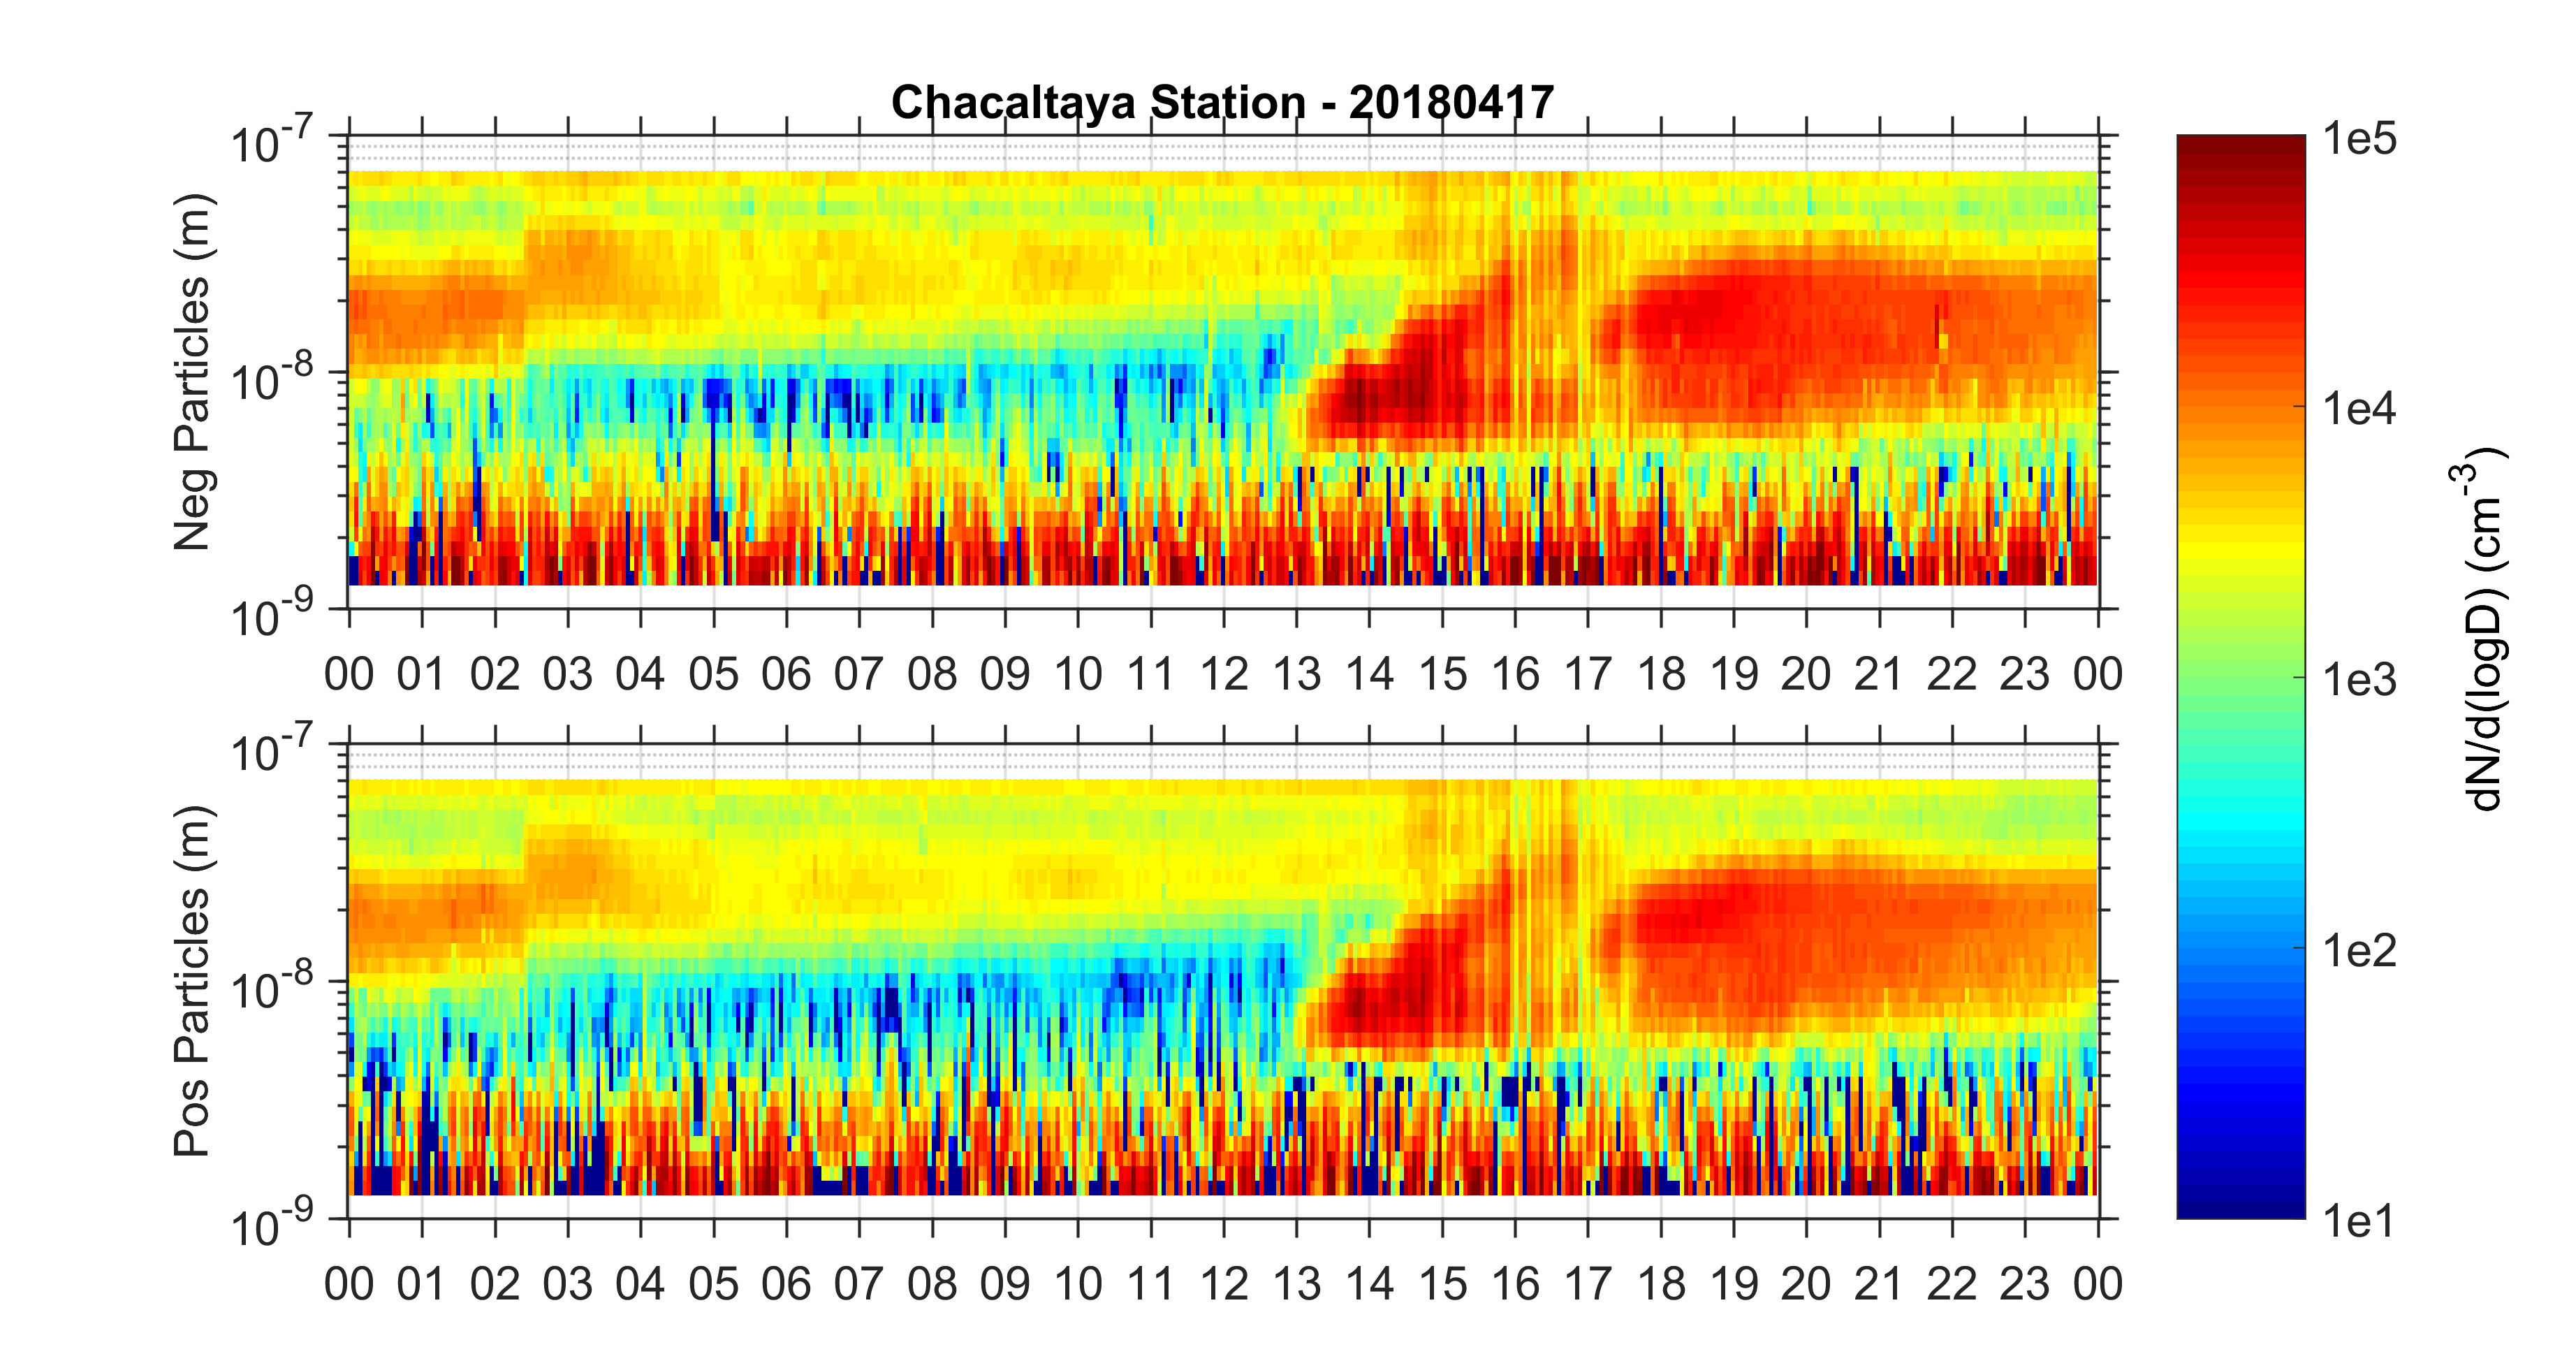 Chacaltaya Station - 20180417
10-7
10-8
10-9
Neg Particles (m)
00 01 02 03 04 05 06 07 08 09 10 11 12 13 14 15 16 17 18 19 20 21 22 23 00
10-7
10-8
10-9
Pos Particles (m)
00 01 02 03 04 05 06 07 08 09 10 11 12 13 14 15 16 17 18 19 20 21 22 23 00
1e5
1e4
1e3
1e2
1e1
dN/d(logD) (cm-3)